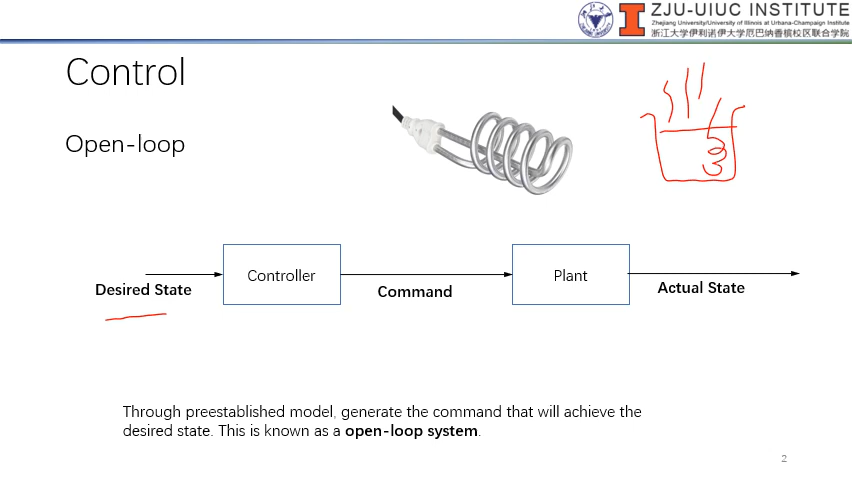 ZJU-UIUC INSTITUTE
Zhejiang University/University of Illinois at Urbana-Champaign Institute
浙江大学伊利诺伊大学厄巴纳香槟校区联合学院
Control
Open-loop
Desired State
Controller
Command
Plant
Actual State
Through preestablished model, generate the command that will achieve the
desired state. This is known as a open-loop system.
2